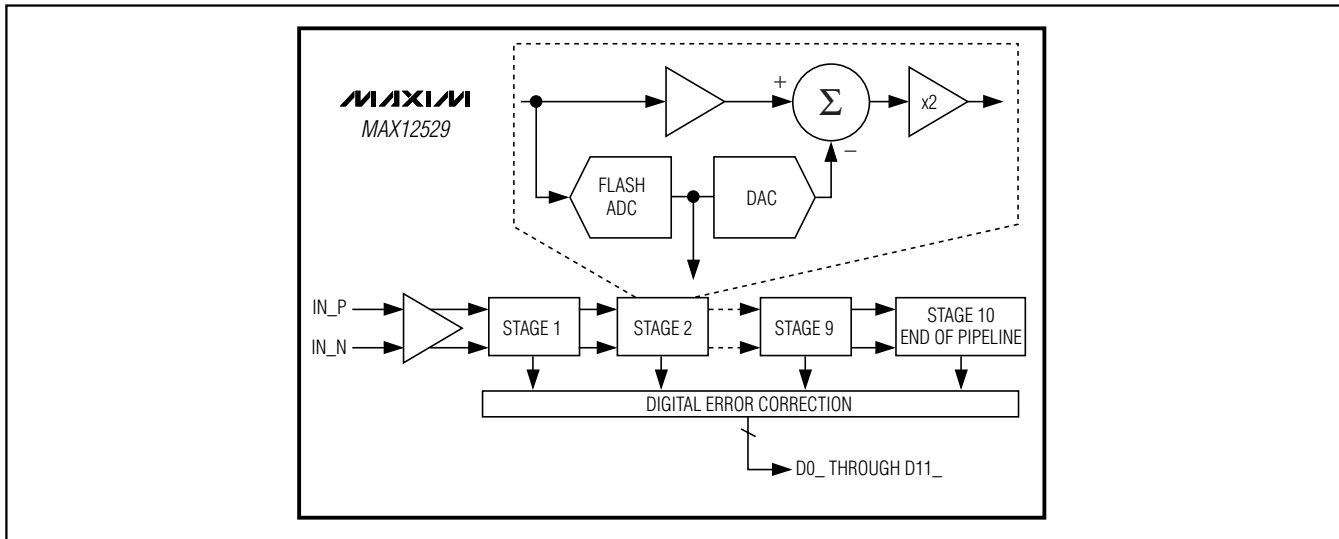 MAXIM
MAX12529
+
Σ
x2
−
FLASH
ADC
DAC
IN_P
IN_N
STAGE 1
STAGE 2
STAGE 9
STAGE 10
END OF PIPELINE
DIGITAL ERROR CORRECTION
D0_ THROUGH D11_